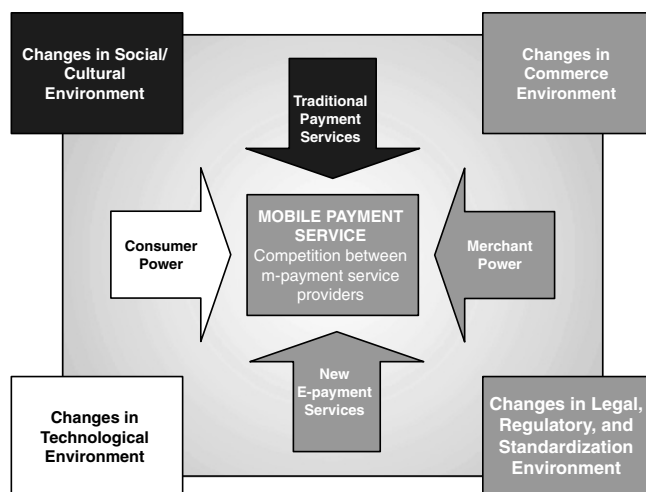 Changes in Social/
Cultural
Environment
Changes in
Commerce
Environment
Traditional
Payment
Services
MOBILE PAYMENT
SERVICE
Competition between
m-payment service
providers
Consumer
Power
Merchant
Power
New
E-payment
Services
Changes in
Technological
Environment
Changes in Legal,
Regulatory, and
Standardization
Environment